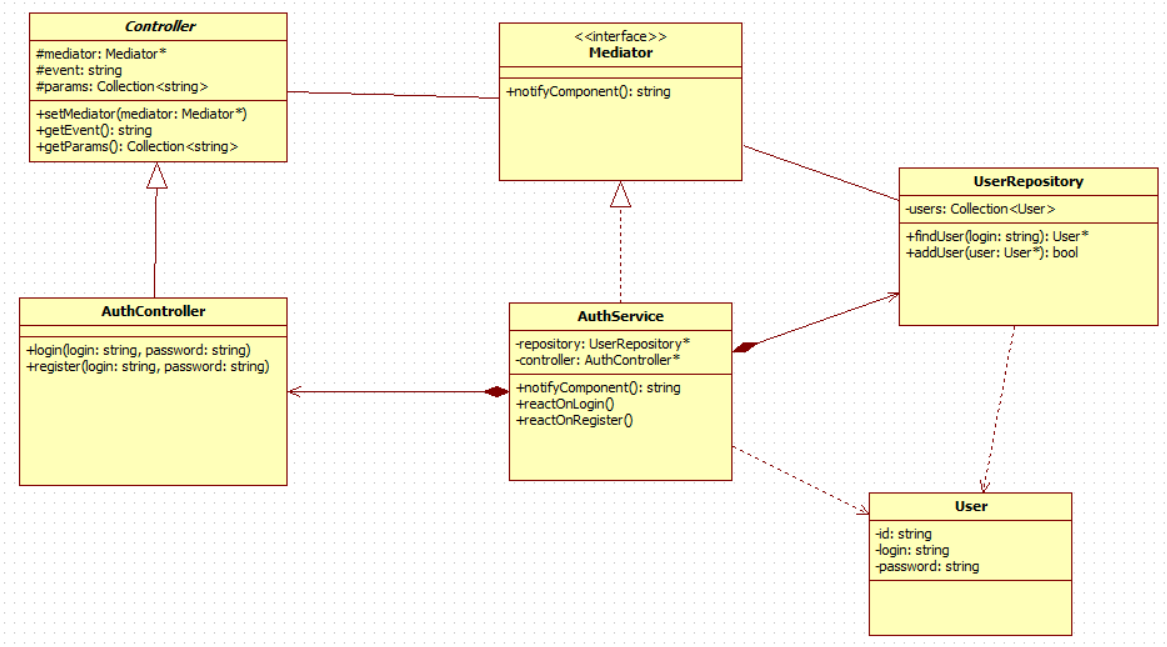 Controller
#mediator: Mediator*
#event: string
#params: Collection<string>
+setMediator(mediator: Mediator*)
+getEvent(): string
+getParams(): Collection<string>
<<interface>>
Mediator
+notifyComponent(): string
UserRepository
-users: Collection<User>
+findUser(login: string): User*
+addUser(user: User*): bool
AuthController
+login(login: string, password: string)
+register(login: string, password: string)
AuthService
-repository: UserRepository*
-controller: AuthController*
+notifyComponent(): string
+reactOnLogin()
+reactOnRegister()
User
-id: string
-login: string
-password: string